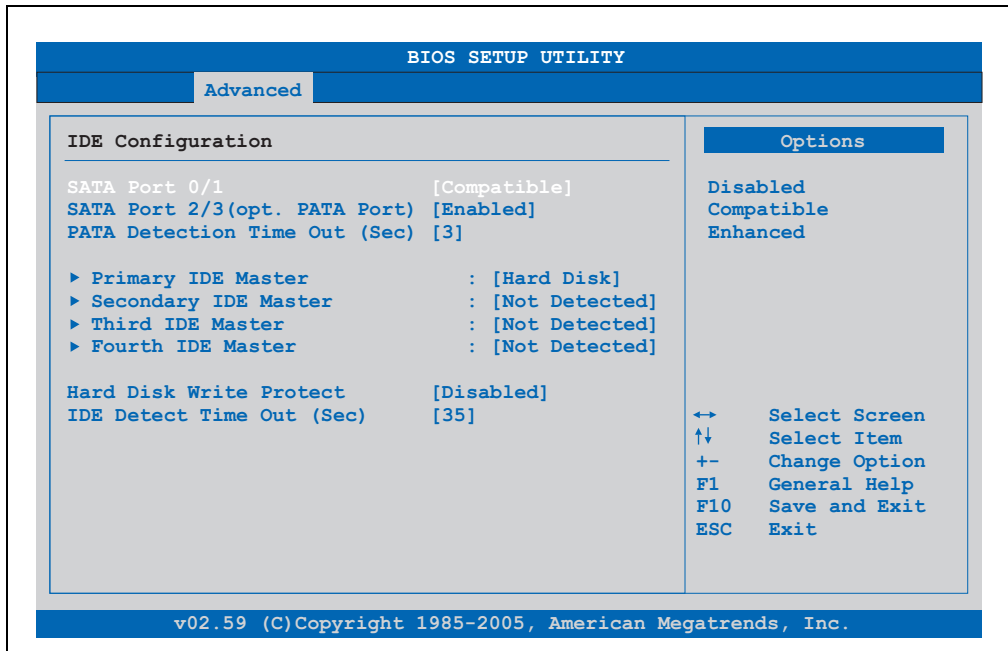 BIOS SETUP UTILITY
Advanced
IDE Configuration
SATA Port 0/1 [Compatible]
SATA Port 2/3(opt. PATA Port) [Enabled]
PATA Detection Time Out (Sec) [3]
▶ Primary IDE Master : [Hard Disk]
▶ Secondary IDE Master : [Not Detected]
▶ Third IDE Master : [Not Detected]
▶ Fourth IDE Master : [Not Detected]
Hard Disk Write Protect [Disabled]
IDE Detect Time Out (Sec) [35]
Options
Disabled
Compatible
Enhanced
←→ Select Screen
↑↓ Select Item
+- Change Option
F1 General Help
F10 Save and Exit
ESC Exit
v02.59 (C)Copyright 1985-2005, American Megatrends, Inc.